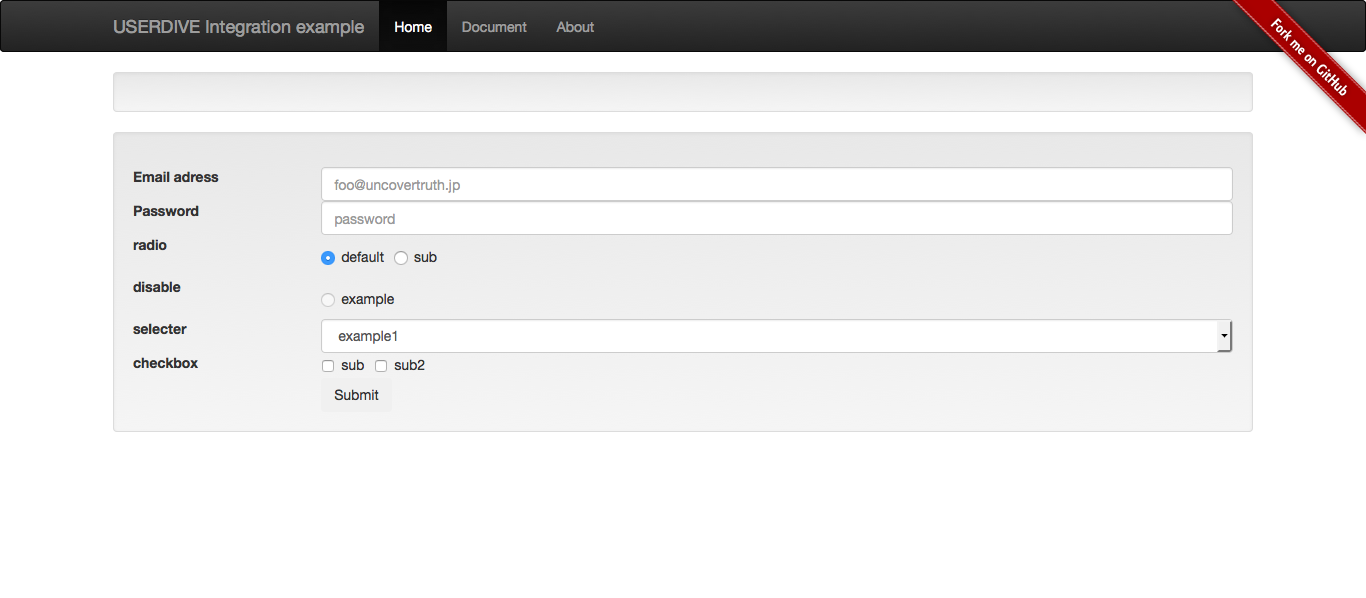 USERDIVE Integration example Home Document About
Fork me on GitHub
Email adress foo@uncovertruth.jp
Password password
radio default sub
disable example
selecter example1
checkbox sub sub2
Submit